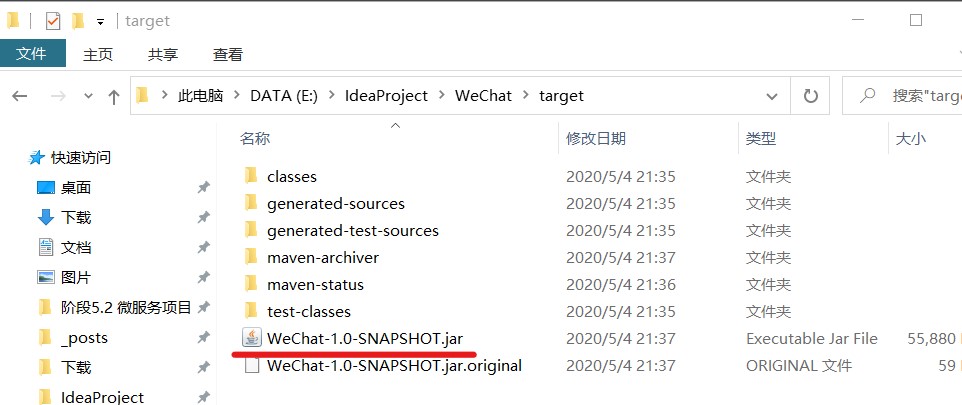 target
文件 主页 共享 查看
此电脑 DATA (E:) IdeaProject WeChat target 搜索"targ
名称 修改日期 类型 大小
快速访问
桌面
下载
文档
图片
阶段5.2 微服务项目
_posts
下载
IdeaProject
classes 2020/5/4 21:35 文件夹
generated-sources 2020/5/4 21:35 文件夹
generated-test-sources 2020/5/4 21:35 文件夹
maven-archiver 2020/5/4 21:37 文件夹
maven-status 2020/5/4 21:36 文件夹
test-classes 2020/5/4 21:35 文件夹
WeChat-1.0-SNAPSHOT.jar 2020/5/4 21:37 Executable Jar File 55,880
WeChat-1.0-SNAPSHOT.jar.original 2020/5/4 21:37 ORIGINAL 文件 59